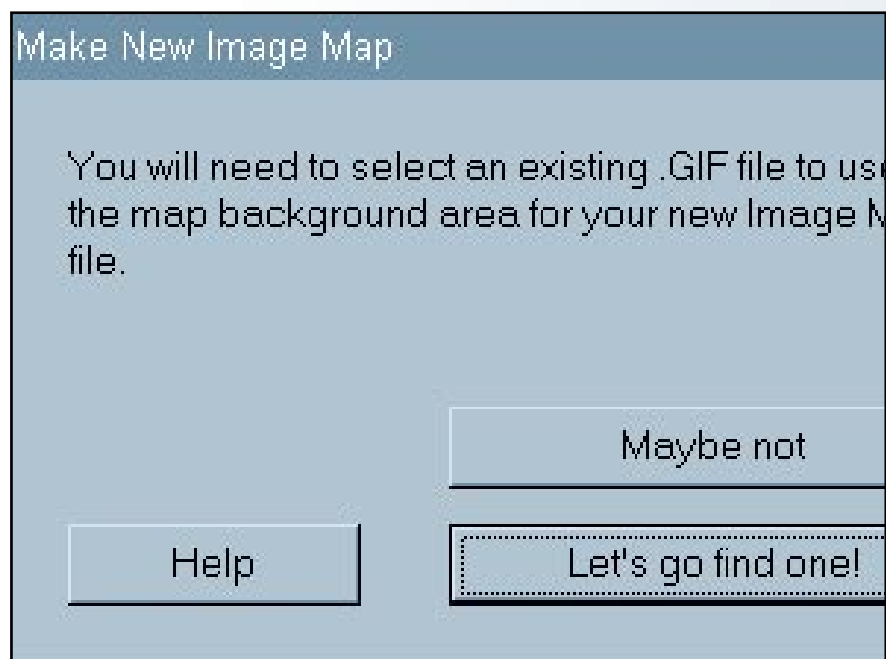 Make New Image Map
You will need to select an existing .GIF file to us
the map background area for your new Image
file.
Maybe not
Help
Let's go find one!